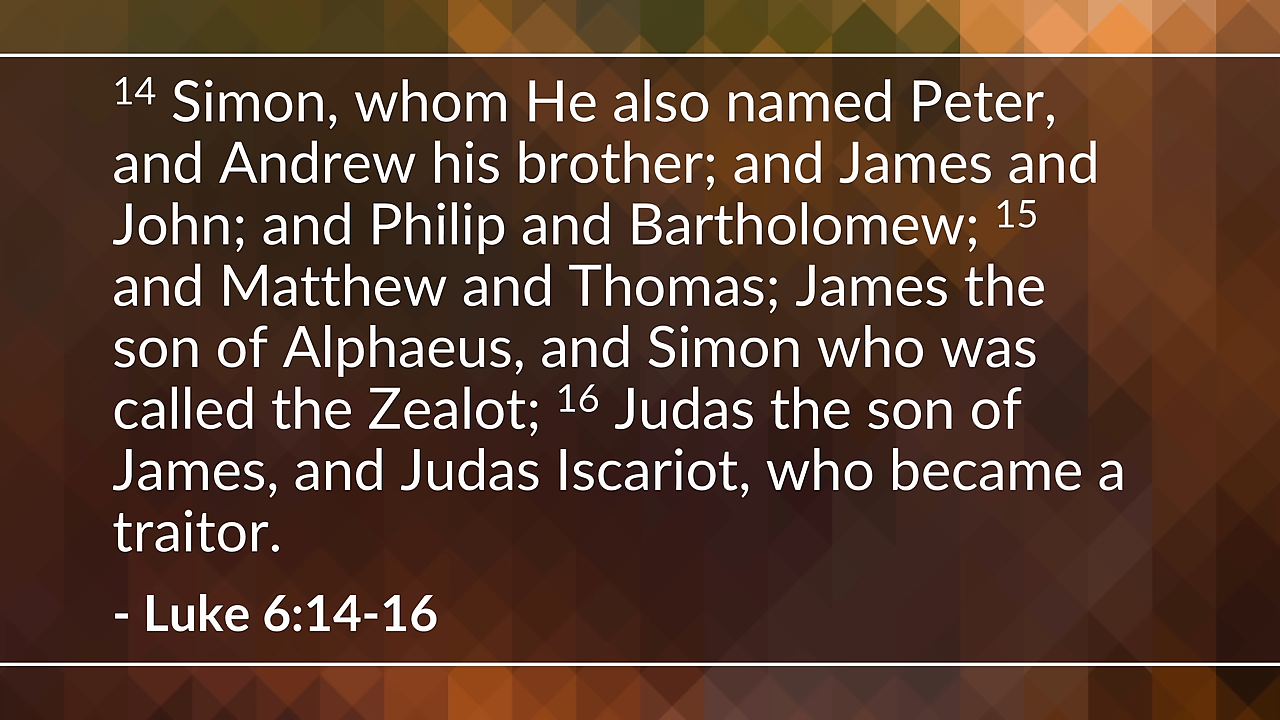 14 Simon, whom He also named Peter,
and Andrew his brother; and James and
John; and Philip and Bartholomew; 15
and Matthew and Thomas; James the
son of Alphaeus, and Simon who was
called the Zealot; 16 Judas the son of
James, and Judas Iscariot, who became a
traitor.
- Luke 6:14-16